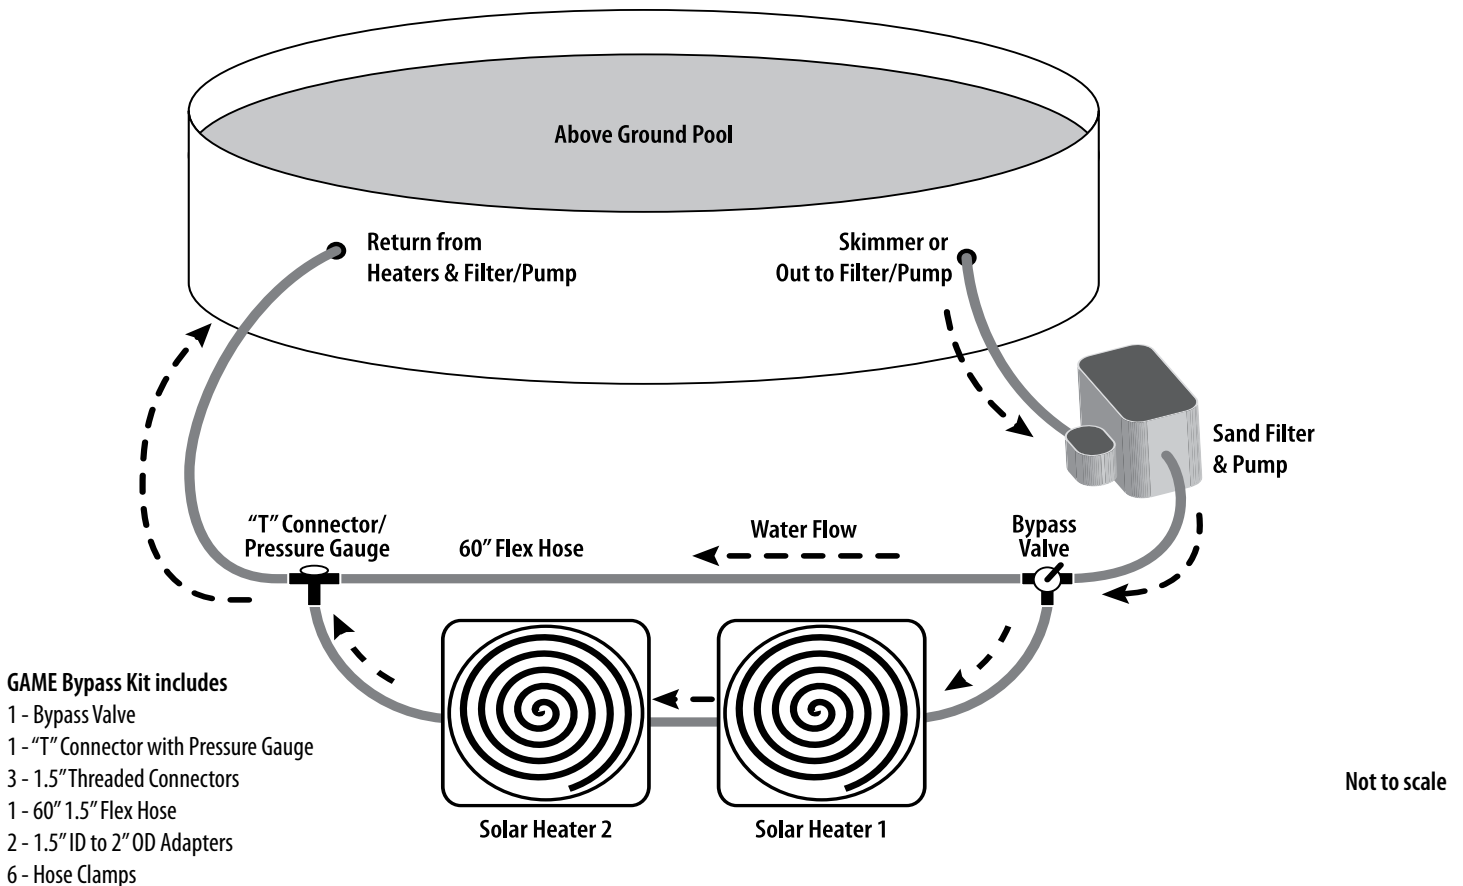 Above Ground Pool
Return from
Heaters & Filter/Pump
Skimmer or
Out to Filter/Pump
Sand Filter
& Pump
“T” Connector/
Pressure Gauge
60” Flex Hose
Water Flow
Bypass
Valve
GAME Bypass Kit includes
1 - Bypass Valve
1 - “T” Connector with Pressure Gauge
3 - 1.5” Threaded Connectors
1 - 60” 1.5” Flex Hose
2 - 1.5” ID to 2” OD Adapters
6 - Hose Clamps
Solar Heater 2
Solar Heater 1
Not to scale